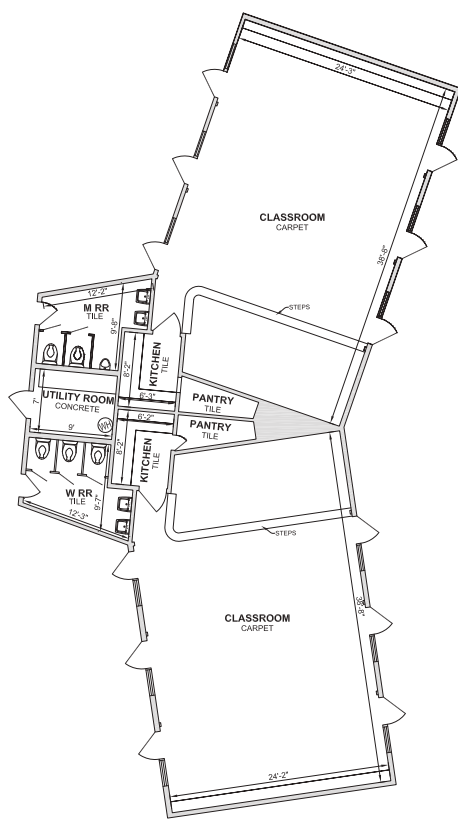 24'-3"
CLASSROOM
CARPET
38'-8"
12'-2"
M RR
TILE
9'-8"
STEPS
8'-2"
KITCHEN
TILE
6'-3"
UTILITY ROOM
CONCRETE
7'
9'
WH
PANTRY
TILE
6'-2"
PANTRY
TILE
8'-2"
KITCHEN
TILE
W RR
TILE
9'-7"
12'-3"
STEPS
38'-8"
CLASSROOM
CARPET
24'-2"